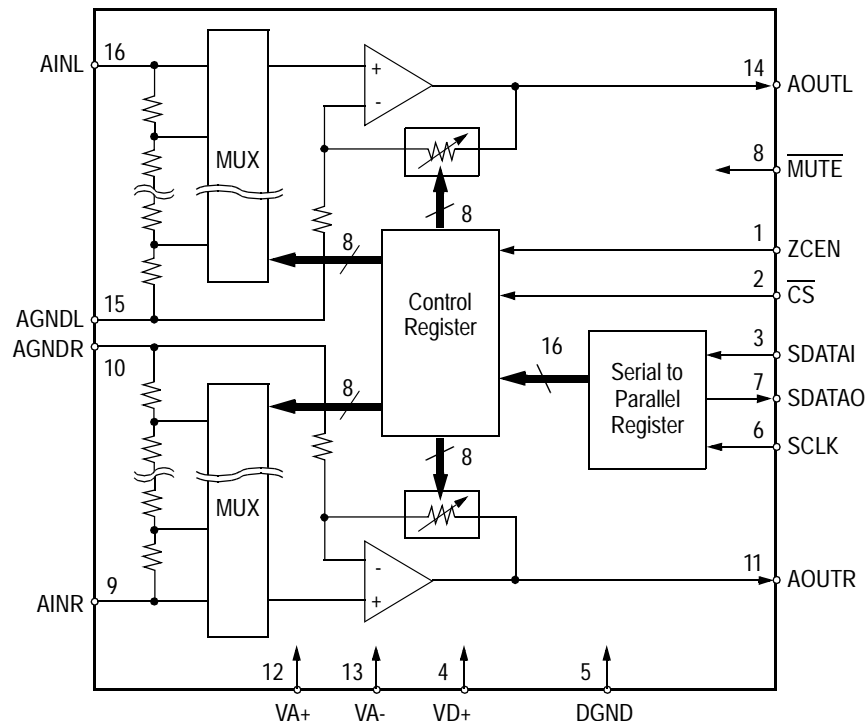 AINL
16
MUX
+
-
14
AOUTL
8
MUTE
8
8
1
ZCEN
2
CS
Control
Register
15
AGNDL
AGNDR
10
3
SDATAI
16
Serial to
Parallel
Register
7
SDATAO
6
SCLK
8
8
MUX
-
+
11
AOUTR
9
AINR
12
13
4
5
VA+
VA-
VD+
DGND